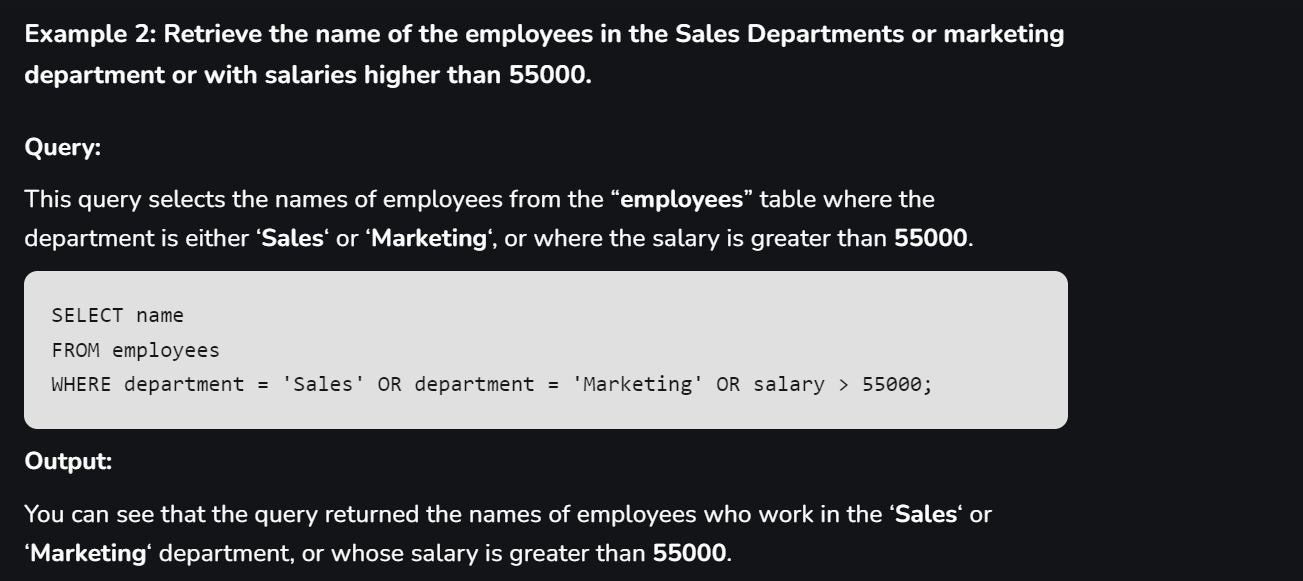 Example 2: Retrieve the name of the employees in the Sales Departments or marketing
department or with salaries higher than 55000.
Query:
This query selects the names of employees from the “employees” table where the
department is either ‘Sales‘ or ‘Marketing‘, or where the salary is greater than 55000.
SELECT name
FROM employees
WHERE department = 'Sales' OR department = 'Marketing' OR salary > 55000;
Output:
You can see that the query returned the names of employees who work in the ‘Sales‘ or
‘Marketing‘ department, or whose salary is greater than 55000.